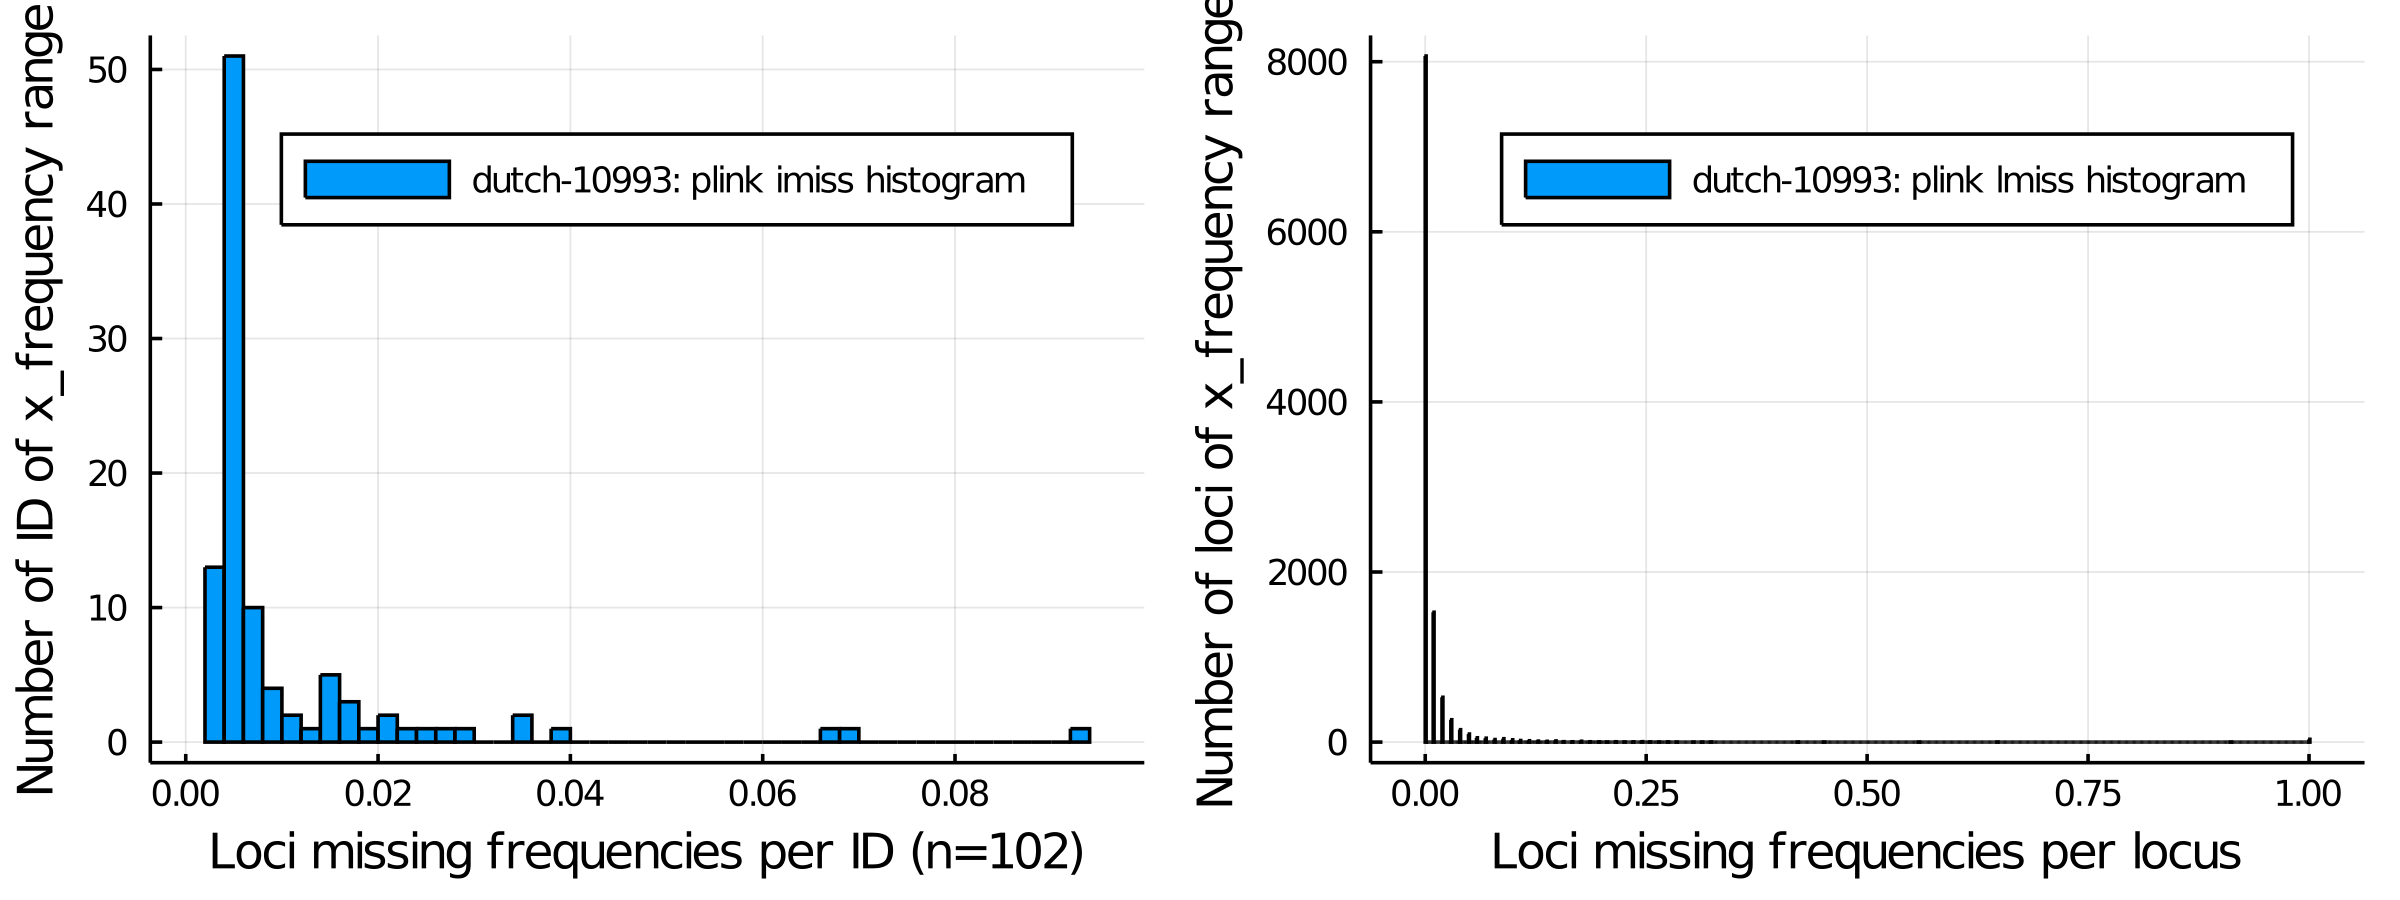 Number of ID of x_frequency range
50
40
30
20
10
0
dutch-10993: plink imiss histogram
0.00 0.02 0.04 0.06 0.08
Loci missing frequencies per ID (n=102)
Number of loci of x_frequency range
8000
6000
4000
2000
0
dutch-10993: plink lmiss histogram
0.00 0.25 0.50 0.75 1.00
Loci missing frequencies per locus